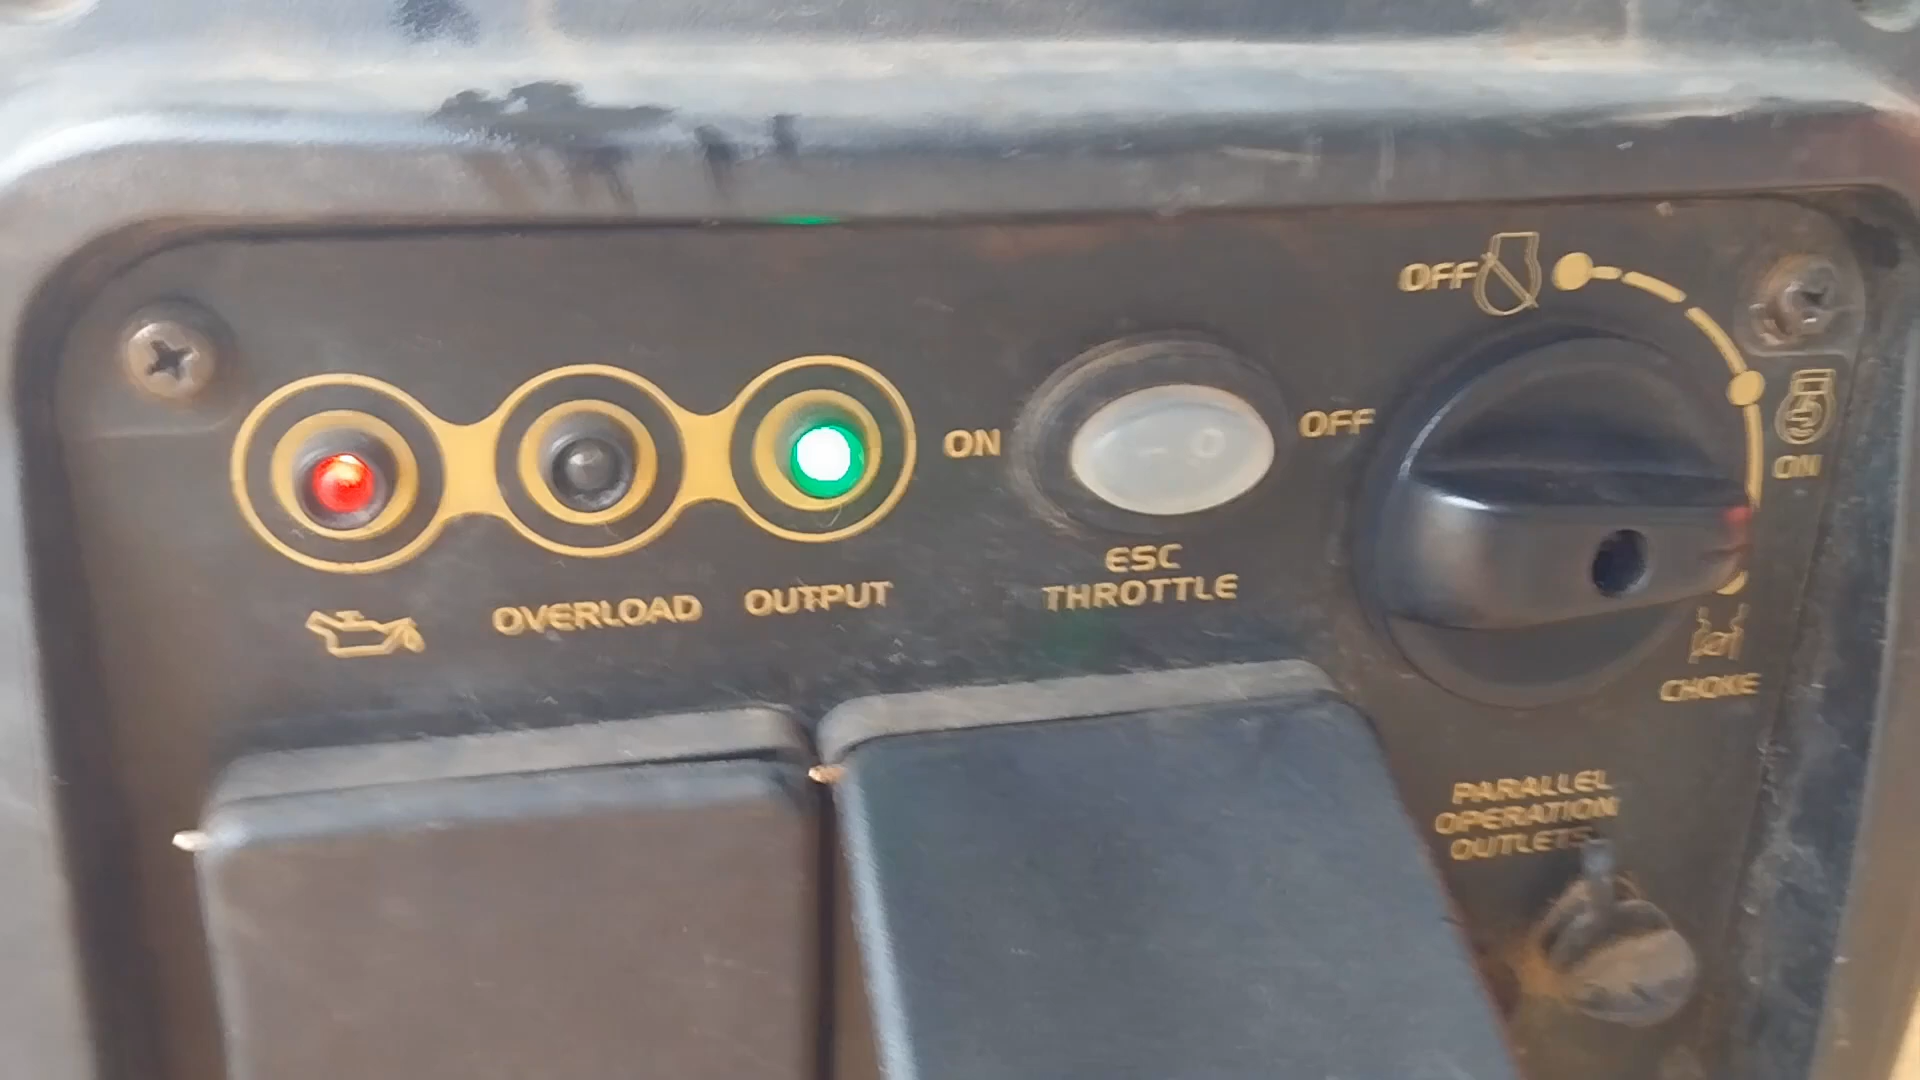 OFF
ON
OFF
ON
OVERLOAD
OUTPUT
ESC
THROTTLE
CHOKE
PARALLEL
OPERATION
OUTLETS